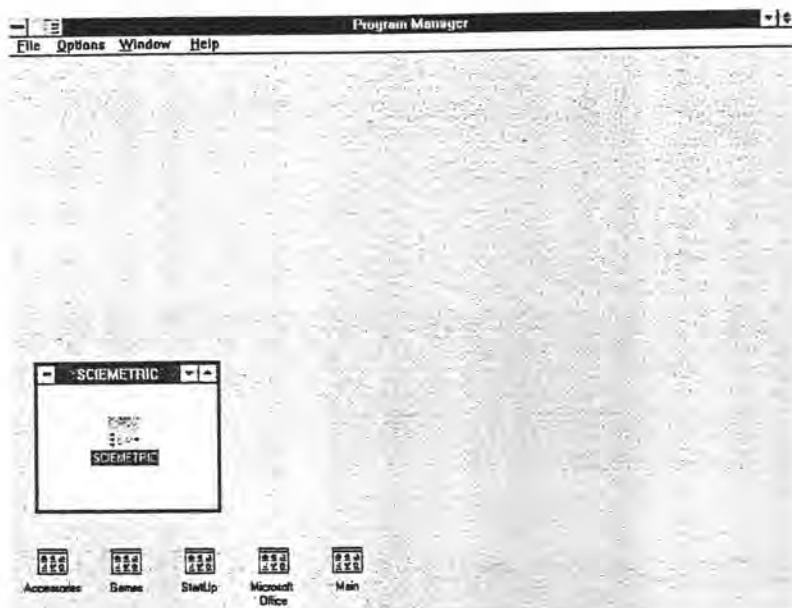 Program Manager
File Options Window Help
SCIEMETRIC
SCIEMETRIC
Accessories Games StartUp Microsoft Office Main